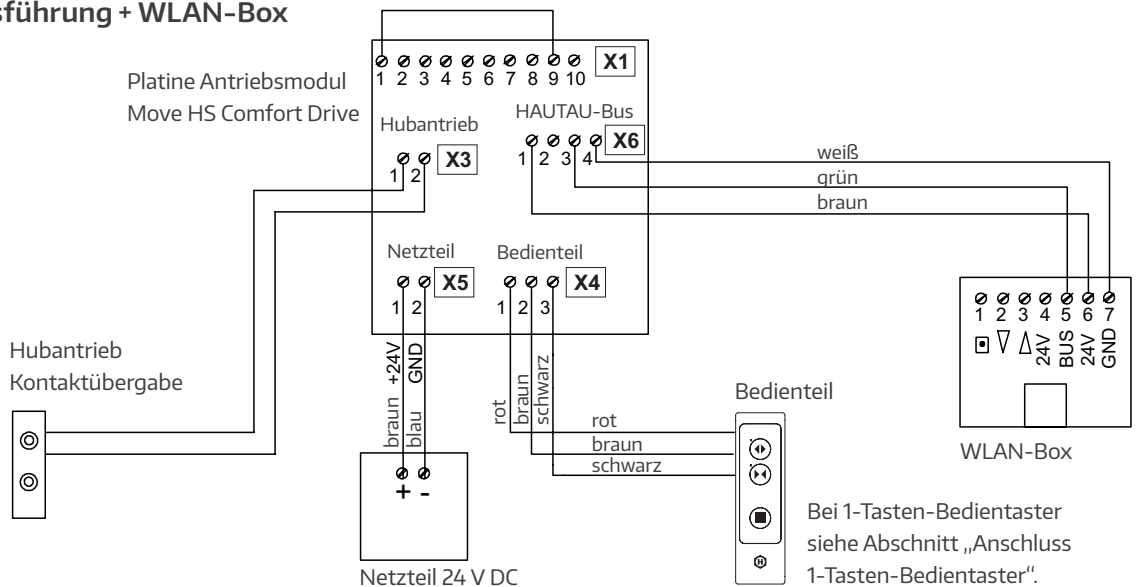 sführung + WLAN-Box
Platine Antriebsmodul
Move HS Comfort Drive
1 2 3 4 5 6 7 8 9 10
X1
Hubantrieb
1 2
X3
HAUTAU-Bus
1 2 3 4
X6
weiß
grün
braun
Netzteil
1 2
X5
Bedienteil
1 2 3
X4
Hubantrieb
Kontaktübergabe
braun +24V
blau GND
rot
braun
schwarz
rot
braun
schwarz
+ -
Netzteil 24 V DC
Bedienteil
1 2 3 4 5 6 7
24V
BUS
24V
GND
WLAN-Box
Bei 1-Tasten-Bedientaster
siehe Abschnitt „Anschluss
1-Tasten-Bedientaster“.